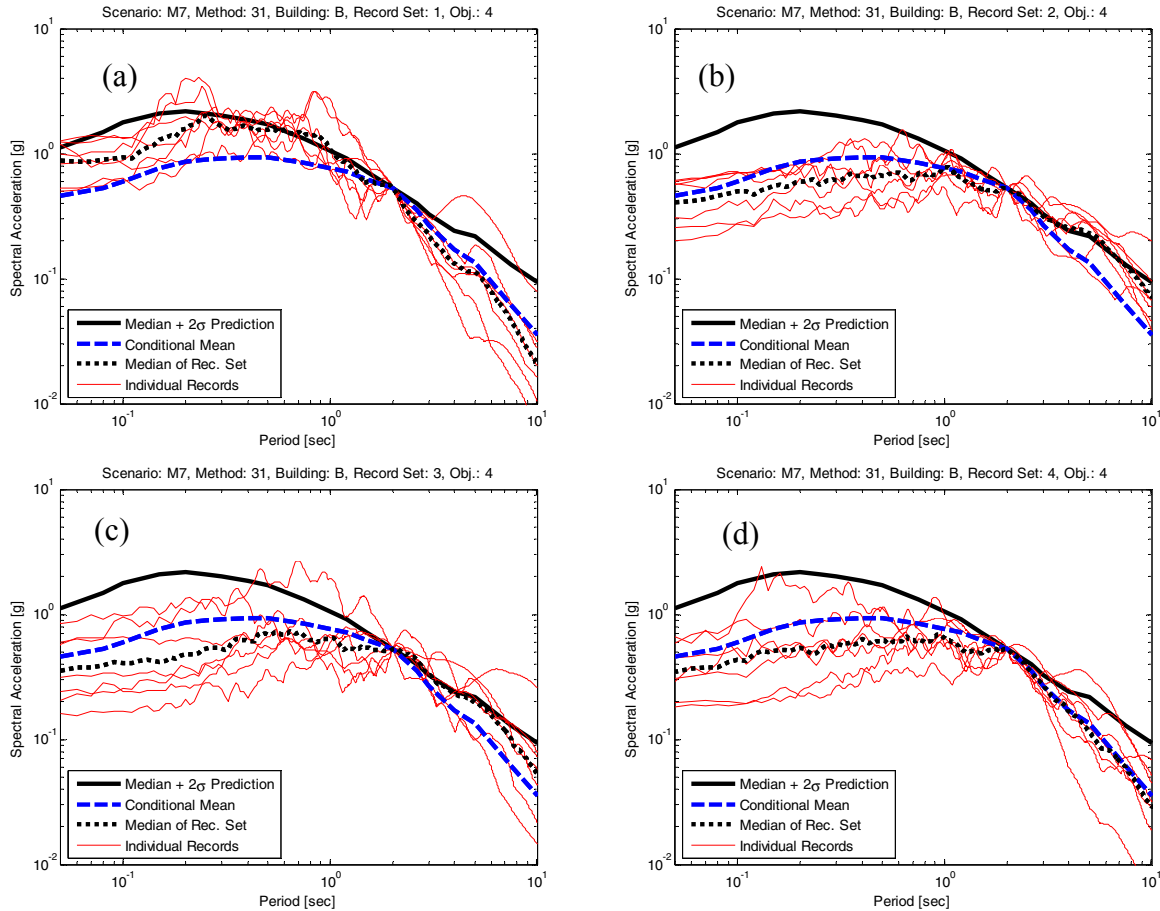 Scenario: M7, Method: 31, Building: B, Record Set: 1, Obj.: 4
(a)
Spectral Acceleration [g]
10^1
10^0
10^-1
10^-2
Median + 2σ Prediction
Conditional Mean
Median of Rec. Set
Individual Records
10^-1
10^0
10^1
Period [sec]
Scenario: M7, Method: 31, Building: B, Record Set: 2, Obj.: 4
(b)
Spectral Acceleration [g]
10^1
10^0
10^-1
10^-2
Median + 2σ Prediction
Conditional Mean
Median of Rec. Set
Individual Records
10^-1
10^0
10^1
Period [sec]
Scenario: M7, Method: 31, Building: B, Record Set: 3, Obj.: 4
(c)
Spectral Acceleration [g]
10^1
10^0
10^-1
10^-2
Median + 2σ Prediction
Conditional Mean
Median of Rec. Set
Individual Records
10^-1
10^0
10^1
Period [sec]
Scenario: M7, Method: 31, Building: B, Record Set: 4, Obj.: 4
(d)
Spectral Acceleration [g]
10^1
10^0
10^-1
10^-2
Median + 2σ Prediction
Conditional Mean
Median of Rec. Set
Individual Records
10^-1
10^0
10^1
Period [sec]